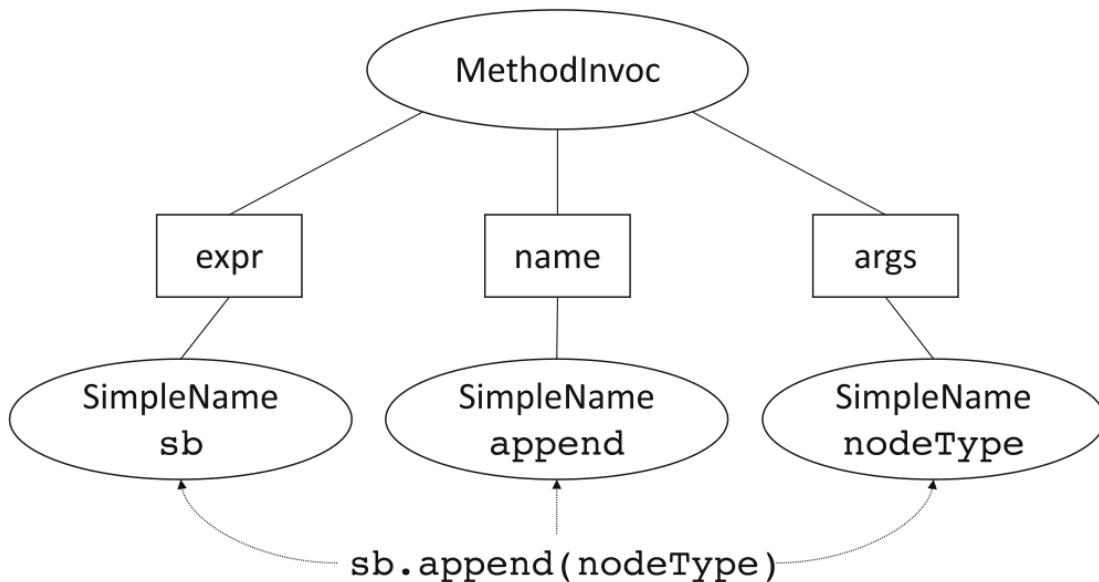 MethodInvoc
expr
name
args
SimpleName
sb
SimpleName
append
SimpleName
nodeType
sb.append(nodeType)